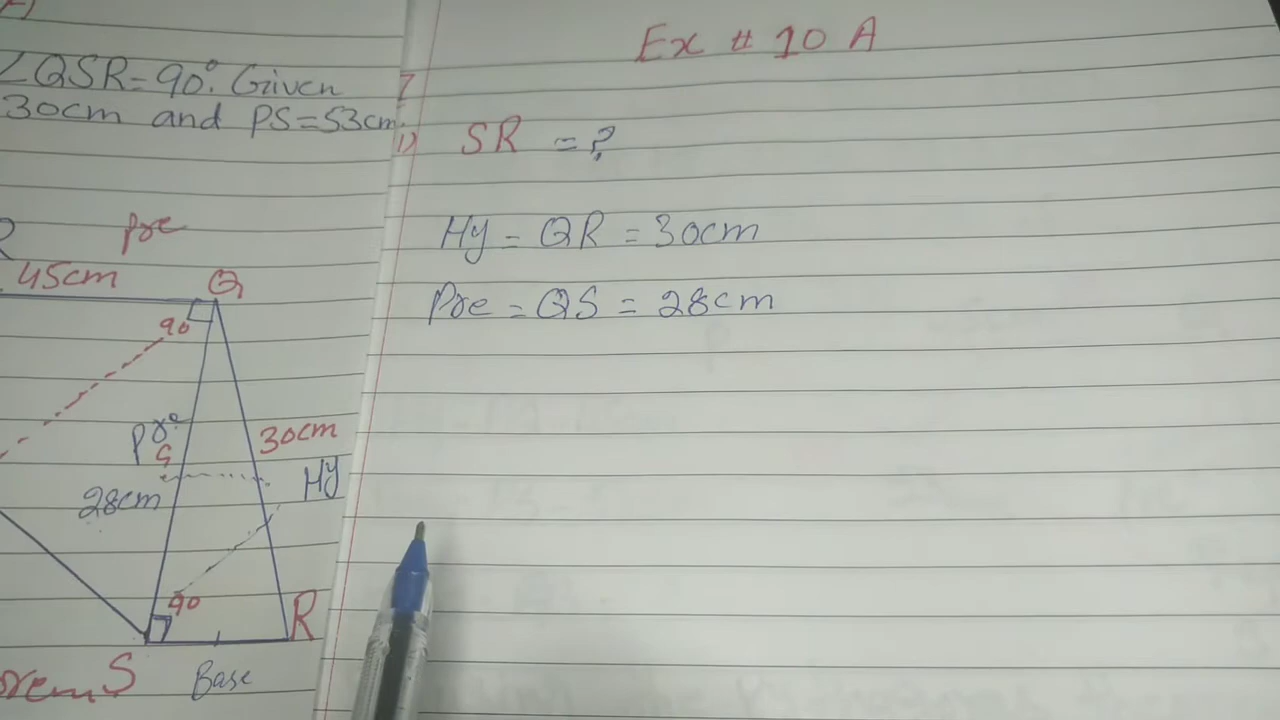 ∠QSR=90°. Given
30cm and PS=53cm.
Pre
45cm
Q
90
Pre
30cm
Hy
28cm
90
R
S
Base
Ex # 10 A
SR = ?
Hy = QR = 30cm
Pre = QS = 28cm